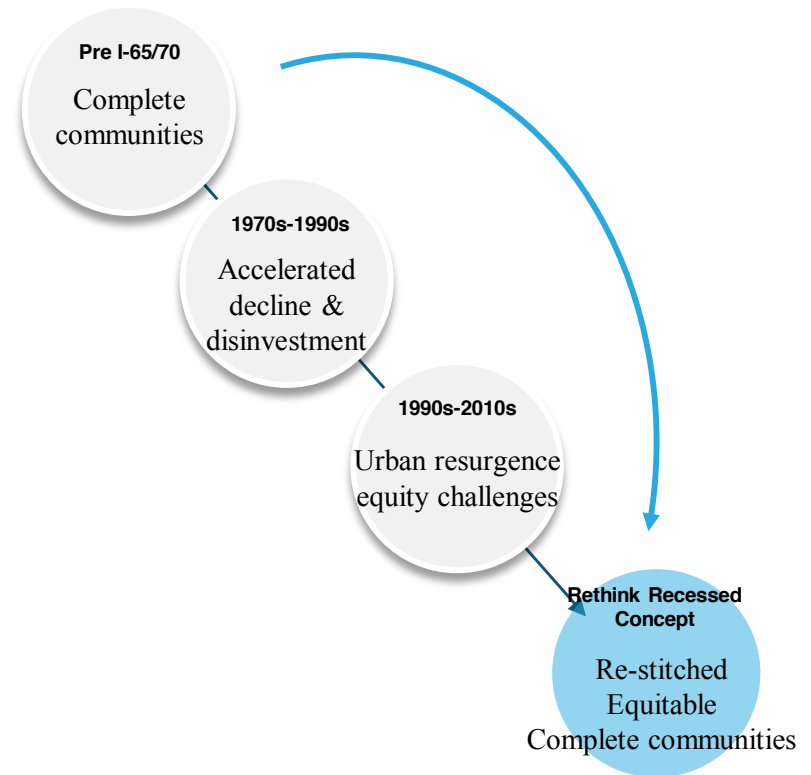 Pre I-65/70
Complete
communities
1970s-1990s
Accelerated
decline &
disinvestment
1990s-2010s
Urban resurgence
equity challenges
Rethink Recessed
Concept
Re-stitched
Equitable
Complete communities